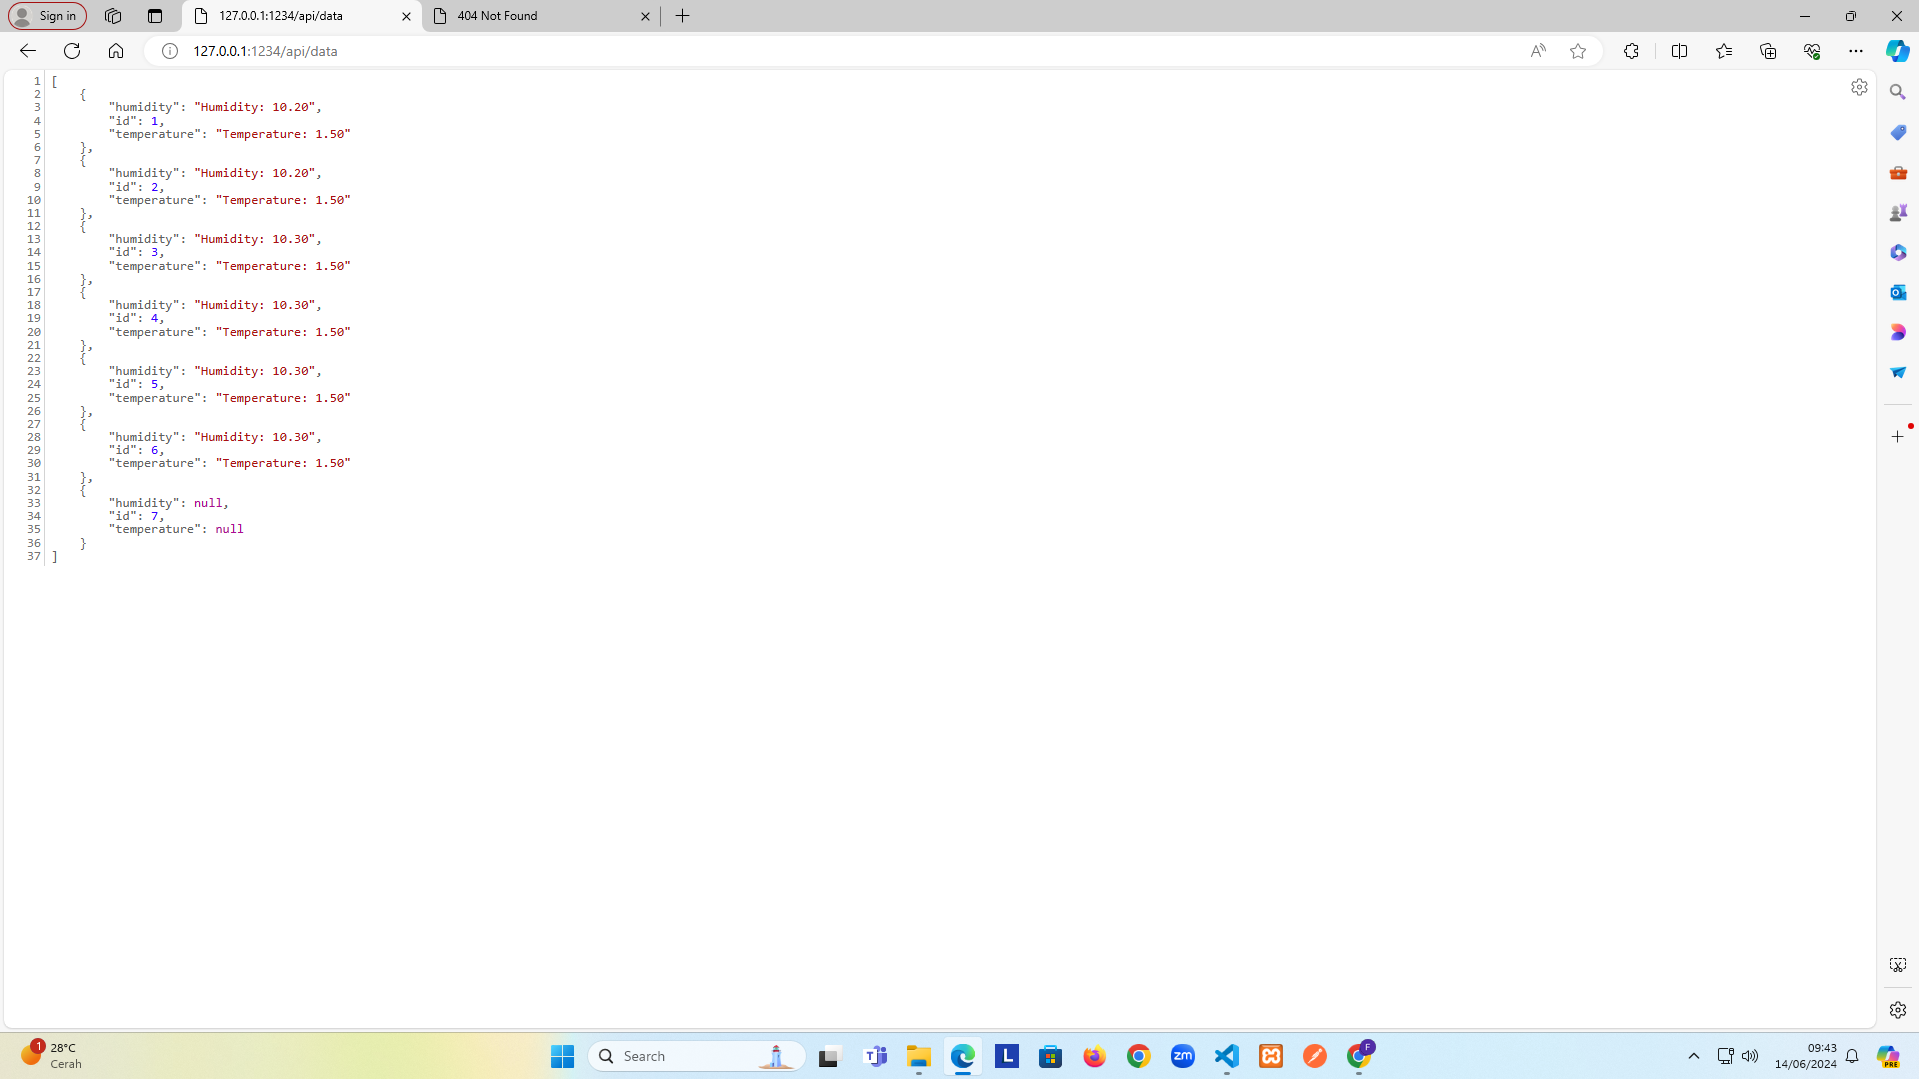 Sign in
127.0.0.1:1234/api/data
404 Not Found
127.0.0.1:1234/api/data
1 [
2 {
3 "humidity": "Humidity: 10.20",
4 "id": 1,
5 "temperature": "Temperature: 1.50"
6 },
7 {
8 "humidity": "Humidity: 10.20",
9 "id": 2,
10 "temperature": "Temperature: 1.50"
11 },
12 {
13 "humidity": "Humidity: 10.30",
14 "id": 3,
15 "temperature": "Temperature: 1.50"
16 },
17 {
18 "humidity": "Humidity: 10.30",
19 "id": 4,
20 "temperature": "Temperature: 1.50"
21 },
22 {
23 "humidity": "Humidity: 10.30",
24 "id": 5,
25 "temperature": "Temperature: 1.50"
26 },
27 {
28 "humidity": "Humidity: 10.30",
29 "id": 6,
30 "temperature": "Temperature: 1.50"
31 },
32 {
33 "humidity": null,
34 "id": 7,
35 "temperature": null
36 }
37 ]
1
28°C
Cerah
Search
L
zm
F
09:43
14/06/2024
PRE